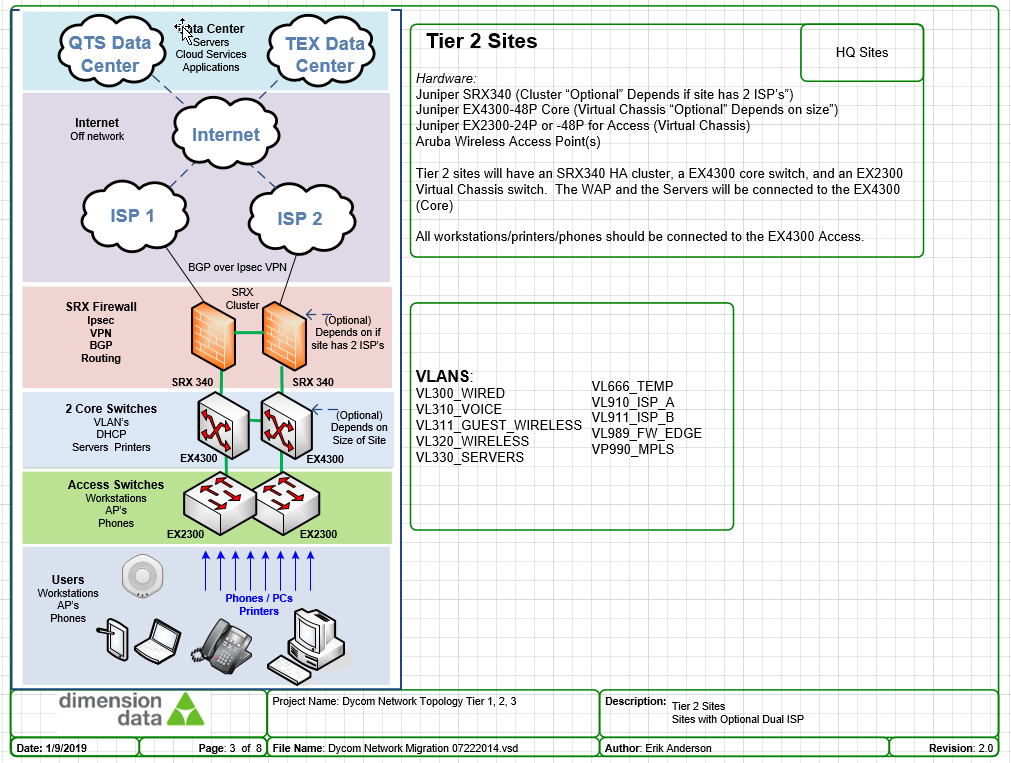 QTS Data
Center
Data Center
Servers
Cloud Services
Applications
TEX Data
Center
Internet
Off network
Internet
ISP 1
ISP 2
BGP over Ipsec VPN
SRX Firewall
Ipsec
VPN
BGP
Routing
SRX
Cluster
(Optional)
Depends on if
site has 2 ISP's
SRX 340
SRX 340
2 Core Switches
VLAN's
DHCP
Servers  Printers
(Optional)
Depends on
Size of Site
EX4300
EX4300
Access Switches
Workstations
AP's
Phones
EX2300
EX2300
Users
Workstations
AP's
Phones
Phones / PCs
Printers
Tier 2 Sites
HQ Sites
Hardware:
Juniper SRX340 (Cluster “Optional” Depends if site has 2 ISP's”)
Juniper EX4300-48P Core (Virtual Chassis “Optional” Depends on size”)
Juniper EX2300-24P or -48P for Access (Virtual Chassis)
Aruba Wireless Access Point(s)
Tier 2 sites will have an SRX340 HA cluster, a EX4300 core switch, and an EX2300
Virtual Chassis switch.  The WAP and the Servers will be connected to the EX4300
(Core)
All workstations/printers/phones should be connected to the EX4300 Access.
VLANS:
VL300_WIRED
VL310_VOICE
VL311_GUEST_WIRELESS
VL320_WIRELESS
VL330_SERVERS
VL666_TEMP
VL910_ISP_A
VL911_ISP_B
VL989_FW_EDGE
VP990_MPLS
dimension
data
Project Name: Dycom Network Topology Tier 1, 2, 3
Description: Tier 2 Sites
Sites with Optional Dual ISP
Date: 1/9/2019
Page: 3 of 8
File Name: Dycom Network Migration 07222014.vsd
Author: Erik Anderson
Revision: 2.0